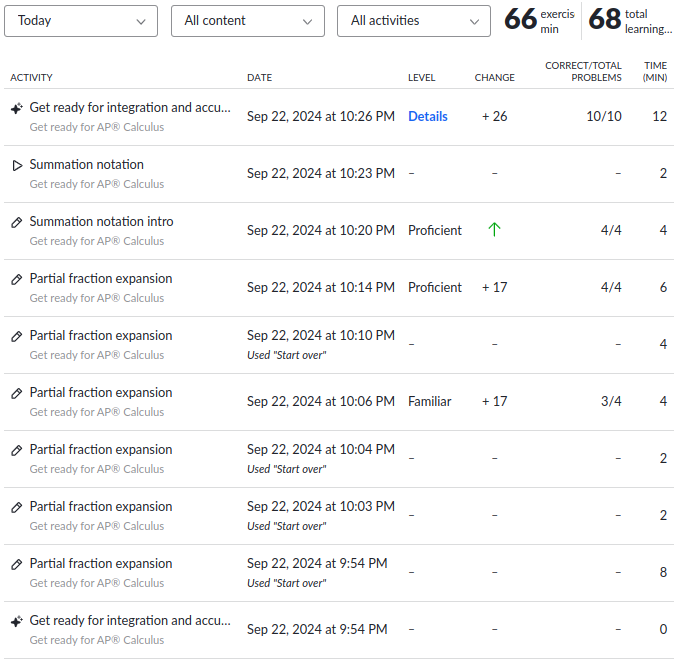 Today All content All activities 66 exercis min 68 total learning...
ACTIVITY DATE LEVEL CHANGE CORRECT/TOTAL PROBLEMS TIME (MIN)
Get ready for integration and accu...
Get ready for AP® Calculus
Sep 22, 2024 at 10:26 PM Details + 26 10/10 12
Summation notation
Get ready for AP® Calculus
Sep 22, 2024 at 10:23 PM – – – 2
Summation notation intro
Get ready for AP® Calculus
Sep 22, 2024 at 10:20 PM Proficient ↑ 4/4 4
Partial fraction expansion
Get ready for AP® Calculus
Sep 22, 2024 at 10:14 PM Proficient + 17 4/4 6
Partial fraction expansion
Get ready for AP® Calculus
Sep 22, 2024 at 10:10 PM
Used "Start over"
– – – 4
Partial fraction expansion
Get ready for AP® Calculus
Sep 22, 2024 at 10:06 PM Familiar + 17 3/4 4
Partial fraction expansion
Get ready for AP® Calculus
Sep 22, 2024 at 10:04 PM
Used "Start over"
– – – 2
Partial fraction expansion
Get ready for AP® Calculus
Sep 22, 2024 at 10:03 PM
Used "Start over"
– – – 2
Partial fraction expansion
Get ready for AP® Calculus
Sep 22, 2024 at 9:54 PM
Used "Start over"
– – – 8
Get ready for integration and accu...
Get ready for AP® Calculus
Sep 22, 2024 at 9:54 PM – – – 0